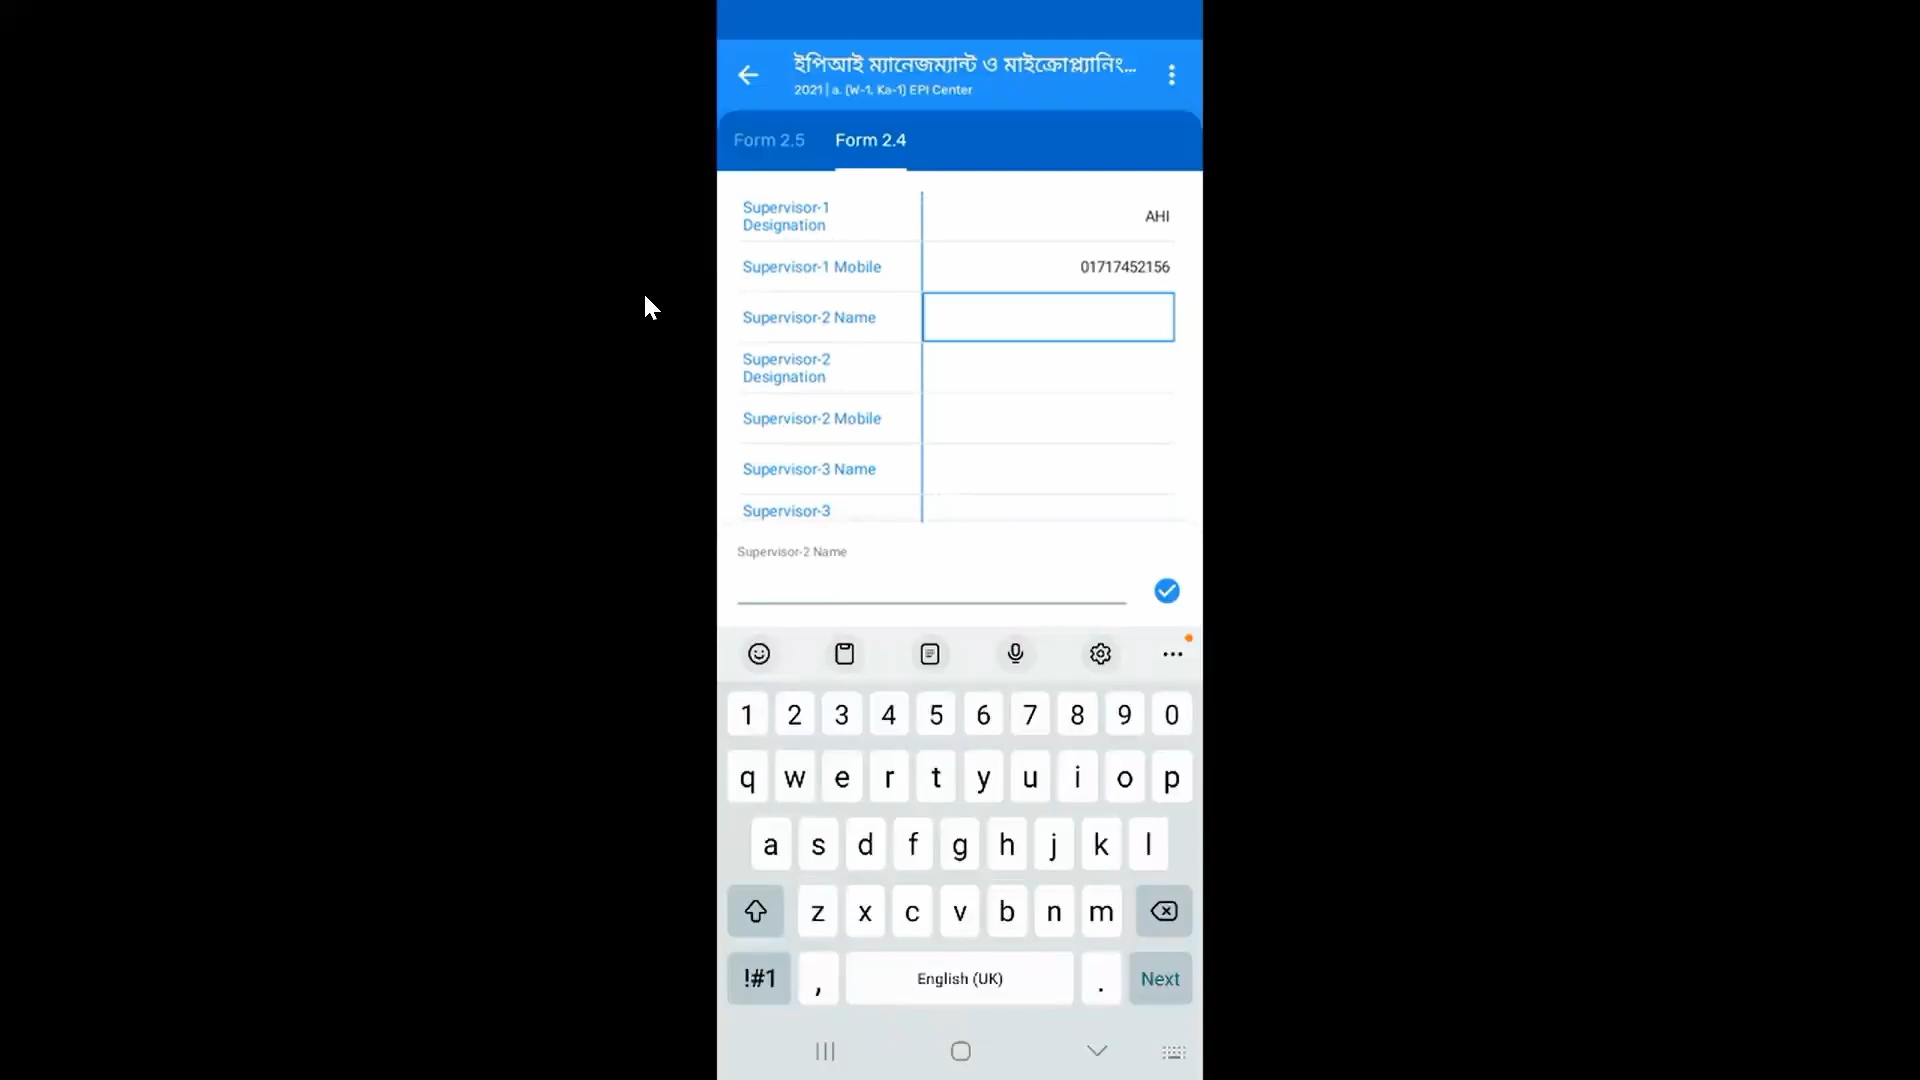 ইপিআই ম্যানেজম্যান্ট ও মাইক্রোপ্ল্যানিং...
2021 | a. (W-1, Ka-1) EPI Center
Form 2.5 Form 2.4
Supervisor-1 Designation AHI
Supervisor-1 Mobile 01717452156
Supervisor-2 Name
Supervisor-2 Designation
Supervisor-2 Mobile
Supervisor-3 Name
Supervisor-3
Supervisor-2 Name
1 2 3 4 5 6 7 8 9 0
q w e r t y u i o p
a s d f g h j k l
z x c v b n m
!#1 , English (UK) . Next